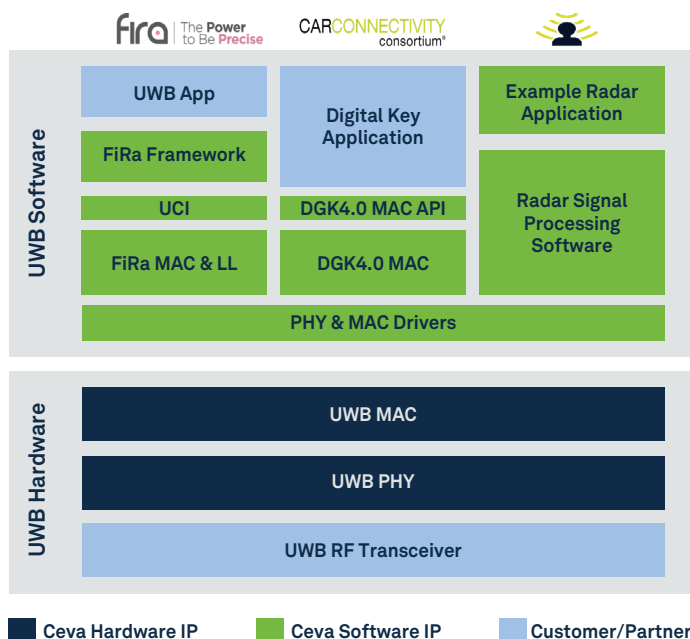 fira The Power
to Be Precise
CARCONNECTIVITY
consortium®
UWB Software
UWB App
FiRa Framework
UCI
FiRa MAC & LL
Digital Key
Application
DGK4.0 MAC API
DGK4.0 MAC
Example Radar
Application
Radar Signal
Processing
Software
PHY & MAC Drivers
UWB Hardware
UWB MAC
UWB PHY
UWB RF Transceiver
Ceva Hardware IP
Ceva Software IP
Customer/Partner